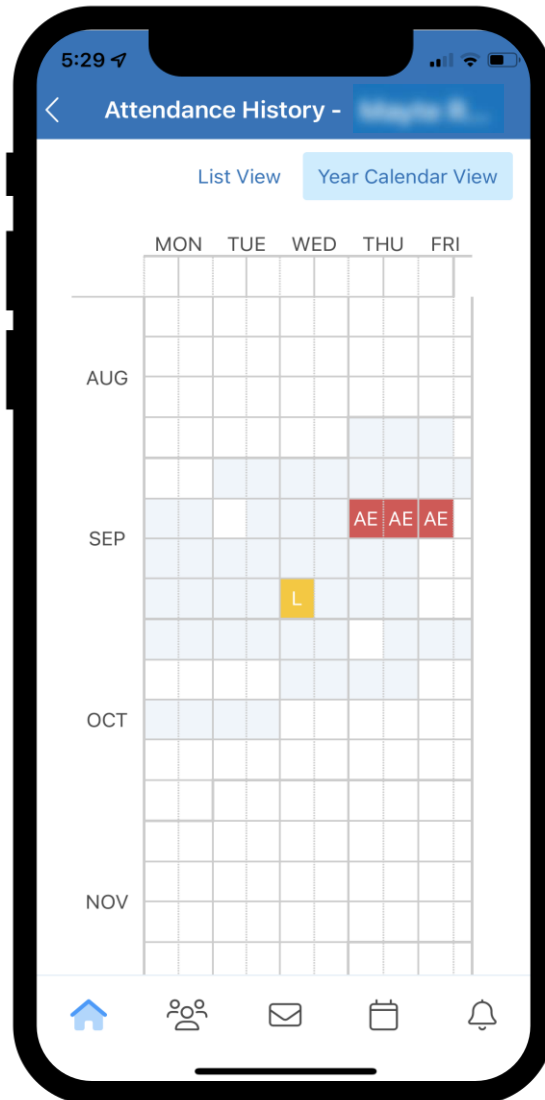 5:29
Attendance History -
List View Year Calendar View
MON TUE WED THU FRI
AUG
AE AE AE
SEP
L
OCT
NOV